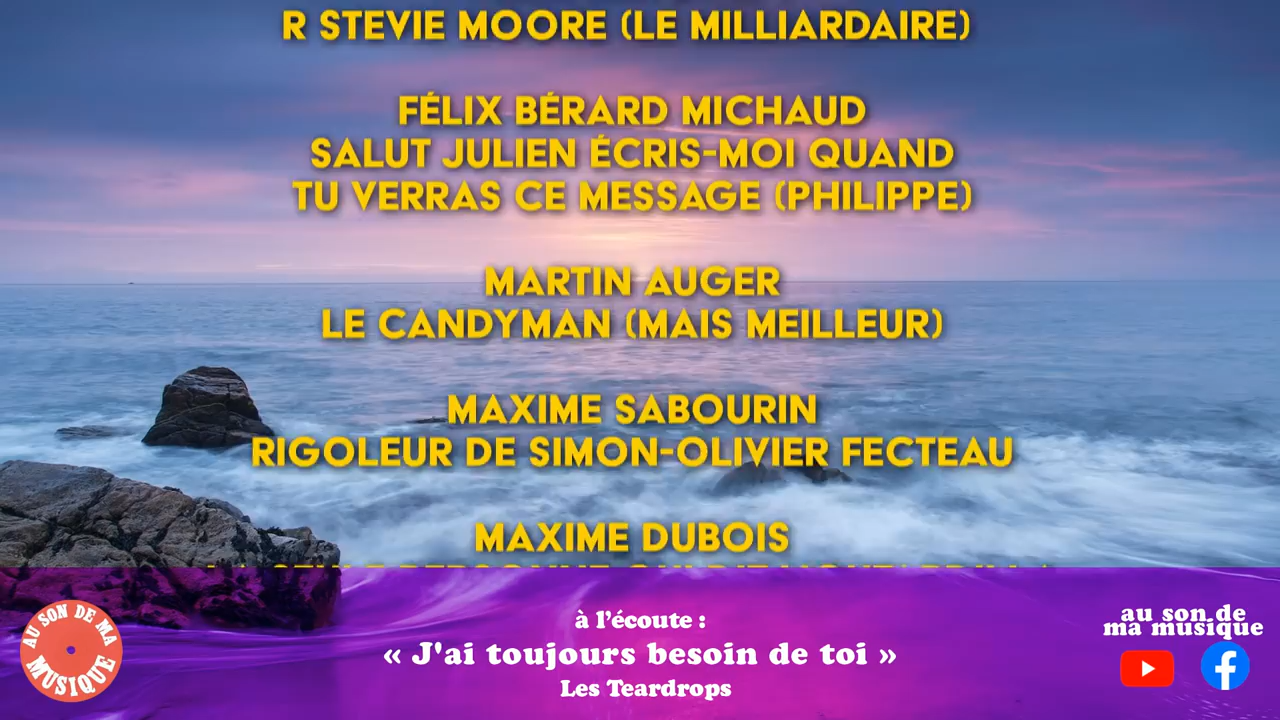 R STEVIE MOORE (LE MILLIARDAIRE)
FÉLIX BÉRARD MICHAUD
SALUT JULIEN ÉCRIS-MOI QUAND
TU VERRAS CE MESSAGE (PHILIPPE)
MARTIN AUGER
LE CANDYMAN (MAIS MEILLEUR)
MAXIME SABOURIN
RIGOLEUR DE SIMON-OLIVIER FECTEAU
MAXIME DUBOIS
AU SON DE MA
MUSIQUE
à l'écoute :
« J'ai toujours besoin de toi »
Les Teardrops
au son de
ma musique